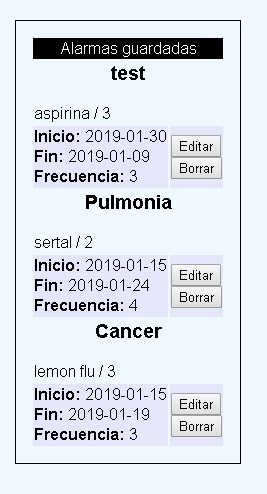 Alarmas guardadas
test
aspirina / 3
Inicio: 2019-01-30
Fin: 2019-01-09
Frecuencia: 3
Editar
Borrar
Pulmonia
sertal / 2
Inicio: 2019-01-15
Fin: 2019-01-24
Frecuencia: 4
Editar
Borrar
Cancer
lemon flu / 3
Inicio: 2019-01-15
Fin: 2019-01-19
Frecuencia: 3
Editar
Borrar